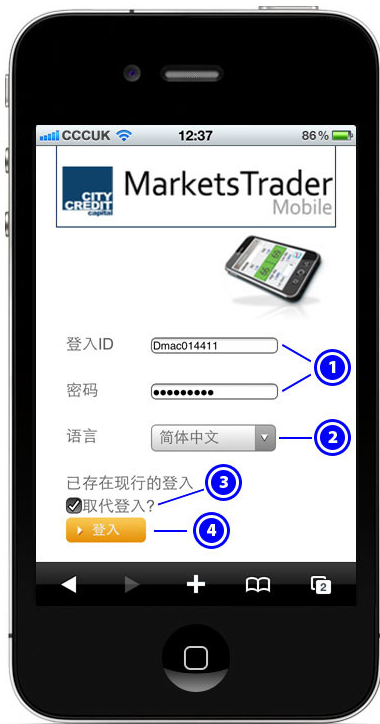 CCCUK 12:37 86%
CITY
CREDIT
capital
MarketsTrader
Mobile
登入ID Dmac014411
1
密码
语言 简体中文
2
已存在现行的登入
3
取代登入?
登入
4
2